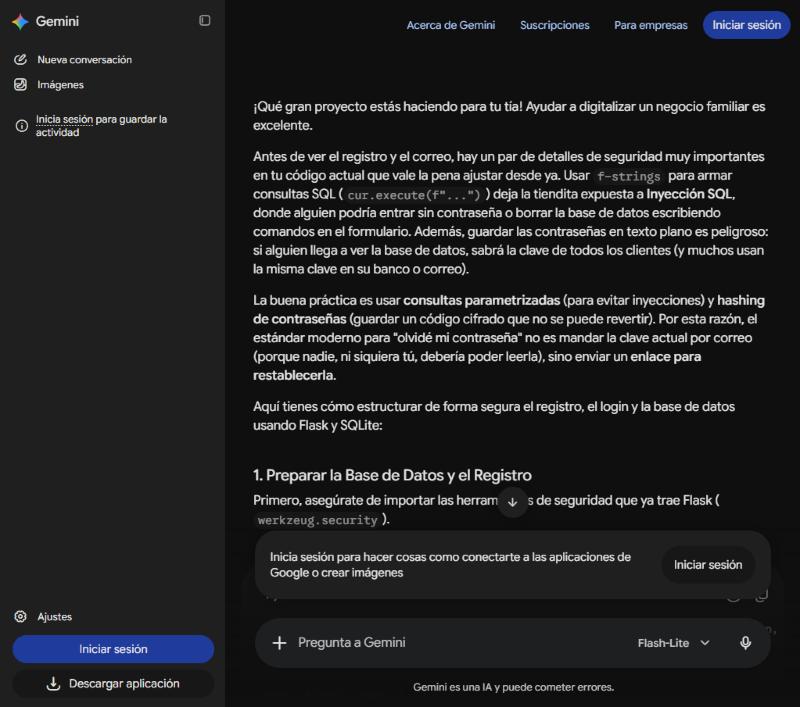 Gemini
Nueva conversación
Imágenes
Inicia sesión para guardar la
actividad
Ajustes
Iniciar sesión
Descargar aplicación
Acerca de Gemini
Suscripciones
Para empresas
Iniciar sesión
¡Qué gran proyecto estás haciendo para tu tía! Ayudar a digitalizar un negocio familiar es
excelente.
Antes de ver el registro y el correo, hay un par de detalles de seguridad muy importantes
en tu código actual que vale la pena ajustar desde ya. Usar f-strings para armar
consultas SQL ( cur.execute(f"...") ) deja la tiendita expuesta a Inyección SQL,
donde alguien podría entrar sin contraseña o borrar la base de datos escribiendo
comandos en el formulario. Además, guardar las contraseñas en texto plano es peligroso:
si alguien llega a ver la base de datos, sabrá la clave de todos los clientes (y muchos usan
la misma clave en su banco o correo).
La buena práctica es usar consultas parametrizadas (para evitar inyecciones) y hashing
de contraseñas (guardar un código cifrado que no se puede revertir). Por esta razón, el
estándar moderno para "olvidé mi contraseña" no es mandar la clave actual por correo
(porque nadie, ni siquiera tú, debería poder leerla), sino enviar un enlace para
restablecerla.
Aquí tienes cómo estructurar de forma segura el registro, el login y la base de datos
usando Flask y SQLite:
1. Preparar la Base de Datos y el Registro
Primero, asegúrate de importar las herram s de seguridad que ya trae Flask (
werkzeug.security ).
Inicia sesión para hacer cosas como conectarte a las aplicaciones de
Google o crear imágenes
Iniciar sesión
Pregunta a Gemini
Flash-Lite
Gemini es una IA y puede cometer errores.